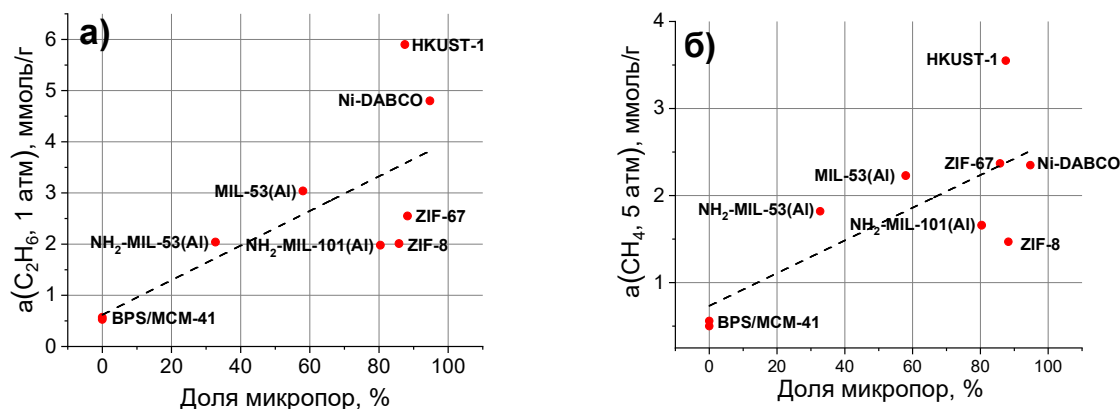 а)
a(C₂H₆, 1 атм), ммоль/г
6
5
4
3
2
1
0
HKUST-1
Ni-DABCO
MIL-53(Al)
ZIF-67
NH₂-MIL-53(Al)
NH₂-MIL-101(Al)
ZIF-8
BPS/MCM-41
0 20 40 60 80 100
Доля микропор, %
б)
a(CH₄, 5 атм), ммоль/г
4
3
2
1
HKUST-1
ZIF-67
Ni-DABCO
MIL-53(Al)
NH₂-MIL-53(Al)
NH₂-MIL-101(Al)
ZIF-8
BPS/MCM-41
0 20 40 60 80 100
Доля микропор, %